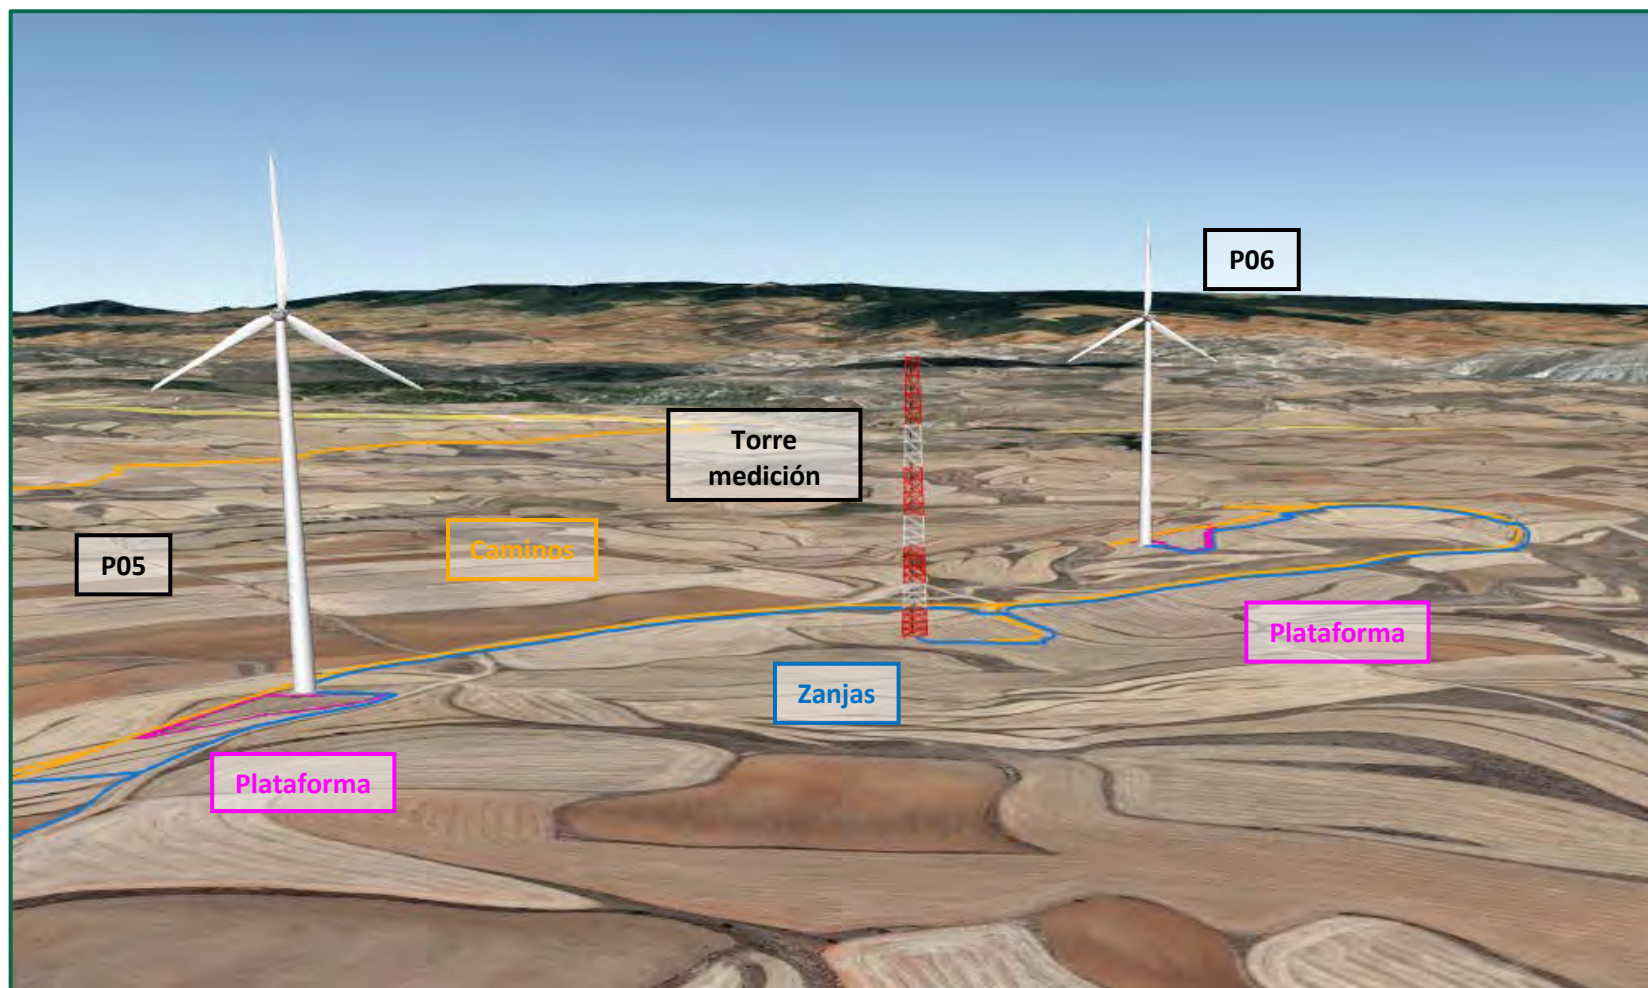 P06
Torre
medición
Caminos
P05
Plataforma
Zanjas
Plataforma